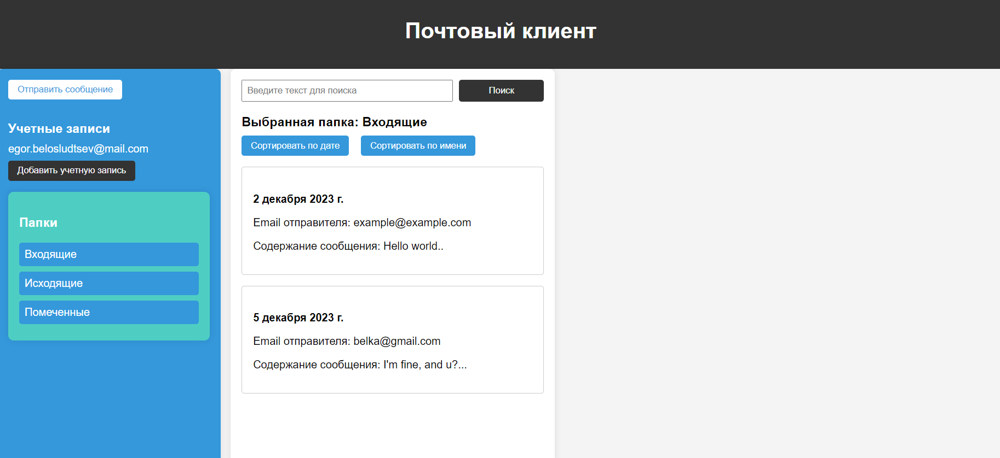 Почтовый клиент
Отправить сообщение
Учетные записи
egor.belosludtsev@mail.com
Добавить учетную запись
Папки
Входящие
Исходящие
Помеченные
Введите текст для поиска
Поиск
Выбранная папка: Входящие
Сортировать по дате
Сортировать по имени
2 декабря 2023 г.
Email отправителя: example@example.com
Содержание сообщения: Hello world..
5 декабря 2023 г.
Email отправителя: belka@gmail.com
Содержание сообщения: I'm fine, and u?...